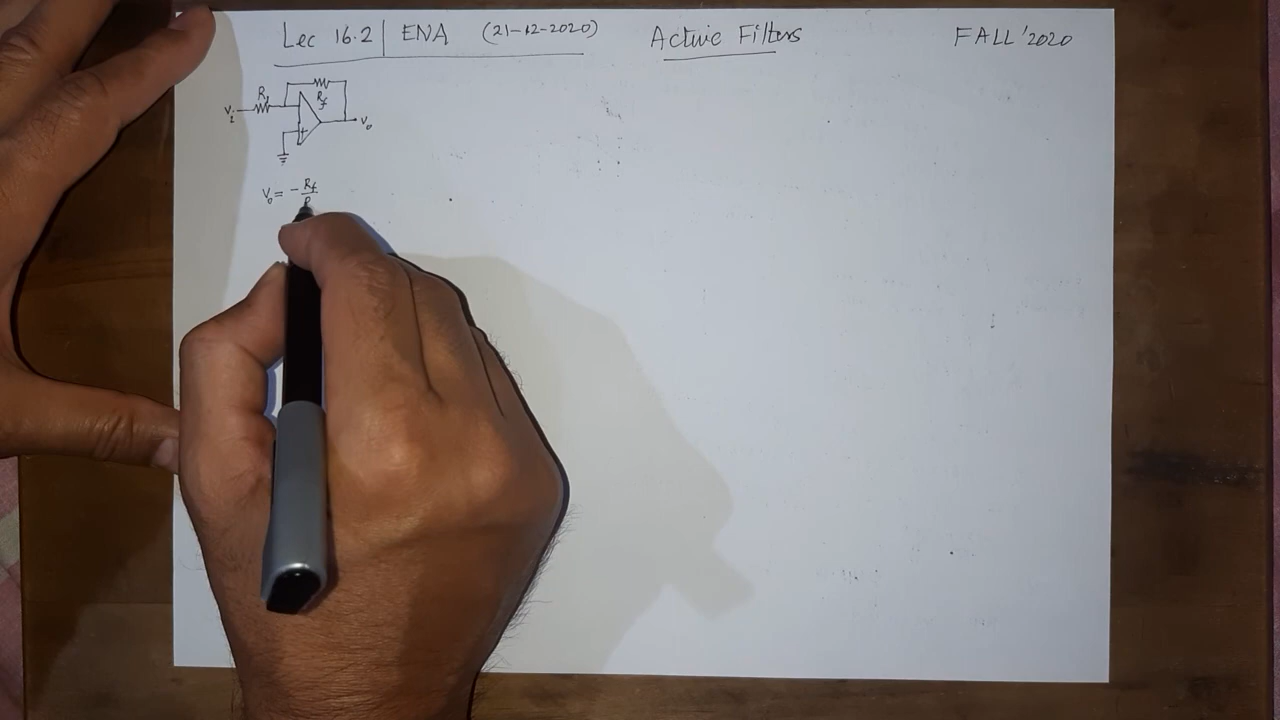 Lec 16.2 | ENA (21-12-2020) Active Filters FALL'2020
R1
Rf
Vi
Vo
+
Vo = - Rf
R